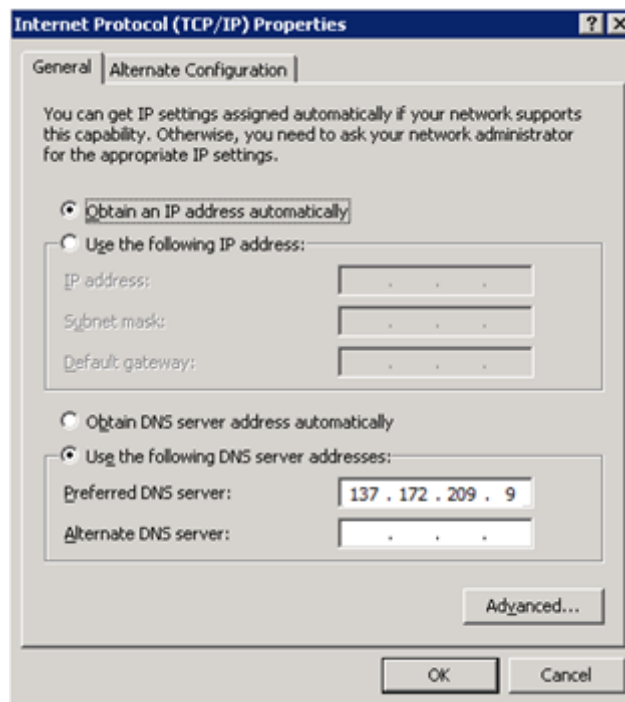 Internet Protocol (TCP/IP) Properties
General
Alternate Configuration
You can get IP settings assigned automatically if your network supports
this capability. Otherwise, you need to ask your network administrator
for the appropriate IP settings.
Obtain an IP address automatically
Use the following IP address:
IP address:
Subnet mask:
Default gateway:
Obtain DNS server address automatically
Use the following DNS server addresses:
Preferred DNS server: 137 . 172 . 209 . 9
Alternate DNS server:
Advanced...
OK
Cancel